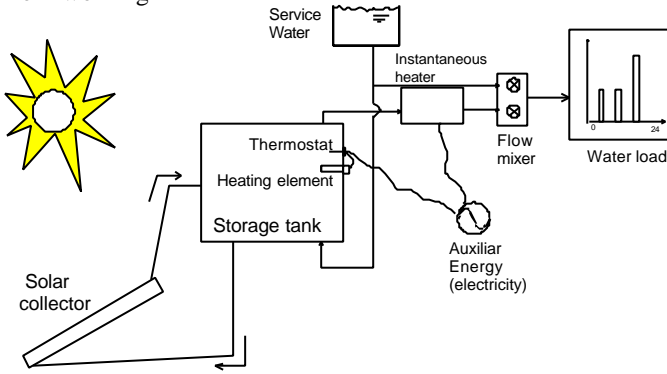 Service
Water
Instantaneous
heater
Thermostat
Heating element
Storage tank
Flow
mixer
0
24
Water load
Auxiliar
Energy
(electricity)
Solar
collector